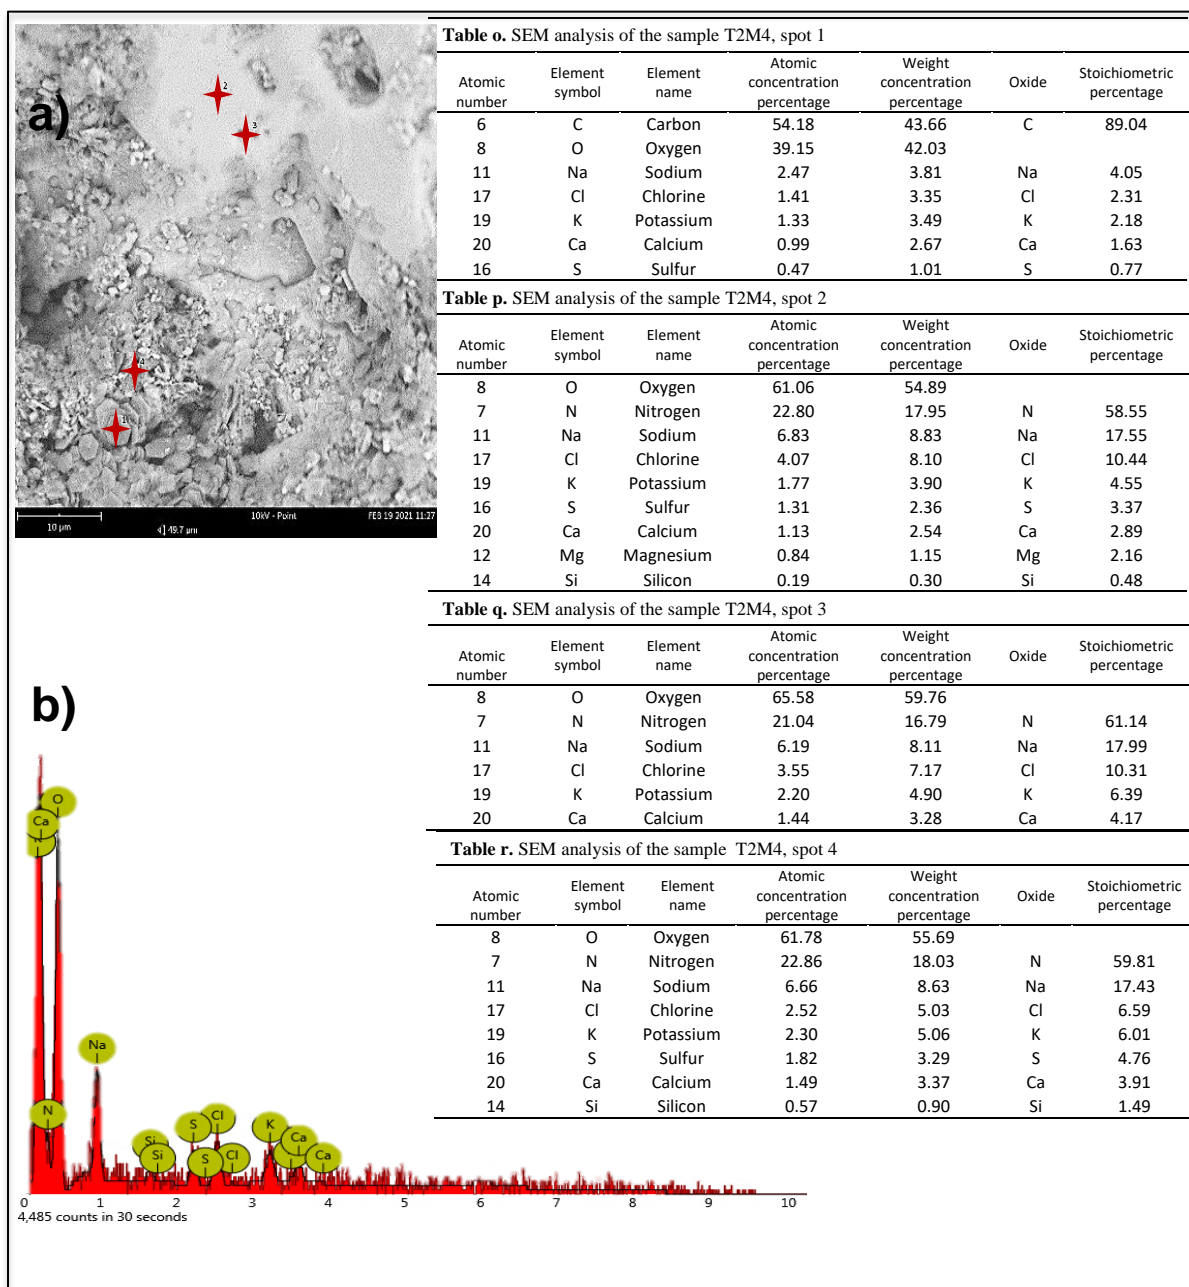 a)
2
3
4
1
10 µm
10kV - Point
FEB 19 2021 11:27
49.7 µm
Table o. SEM analysis of the sample T2M4, spot 1
Atomic number Element symbol Element name Atomic concentration percentage Weight concentration percentage Oxide Stoichiometric percentage
6 C Carbon 54.18 43.66 C 89.04
8 O Oxygen 39.15 42.03
11 Na Sodium 2.47 3.81 Na 4.05
17 Cl Chlorine 1.41 3.35 Cl 2.31
19 K Potassium 1.33 3.49 K 2.18
20 Ca Calcium 0.99 2.67 Ca 1.63
16 S Sulfur 0.47 1.01 S 0.77
Table p. SEM analysis of the sample T2M4, spot 2
Atomic number Element symbol Element name Atomic concentration percentage Weight concentration percentage Oxide Stoichiometric percentage
8 O Oxygen 61.06 54.89
7 N Nitrogen 22.80 17.95 N 58.55
11 Na Sodium 6.83 8.83 Na 17.55
17 Cl Chlorine 4.07 8.10 Cl 10.44
19 K Potassium 1.77 3.90 K 4.55
16 S Sulfur 1.31 2.36 S 3.37
20 Ca Calcium 1.13 2.54 Ca 2.89
12 Mg Magnesium 0.84 1.15 Mg 2.16
14 Si Silicon 0.19 0.30 Si 0.48
Table q. SEM analysis of the sample T2M4, spot 3
Atomic number Element symbol Element name Atomic concentration percentage Weight concentration percentage Oxide Stoichiometric percentage
8 O Oxygen 65.58 59.76
7 N Nitrogen 21.04 16.79 N 61.14
11 Na Sodium 6.19 8.11 Na 17.99
17 Cl Chlorine 3.55 7.17 Cl 10.31
19 K Potassium 2.20 4.90 K 6.39
20 Ca Calcium 1.44 3.28 Ca 4.17
Table r. SEM analysis of the sample T2M4, spot 4
Atomic number Element symbol Element name Atomic concentration percentage Weight concentration percentage Oxide Stoichiometric percentage
8 O Oxygen 61.78 55.69
7 N Nitrogen 22.86 18.03 N 59.81
11 Na Sodium 6.66 8.63 Na 17.43
17 Cl Chlorine 2.52 5.03 Cl 6.59
19 K Potassium 2.30 5.06 K 6.01
16 S Sulfur 1.82 3.29 S 4.76
20 Ca Calcium 1.49 3.37 Ca 3.91
14 Si Silicon 0.57 0.90 Si 1.49
b)
O
Ca
Na
N
Si
Si
S
S
Cl
Cl
K
Ca
Ca
0 1 2 3 4 5 6 7 8 9 10
4,485 counts in 30 seconds